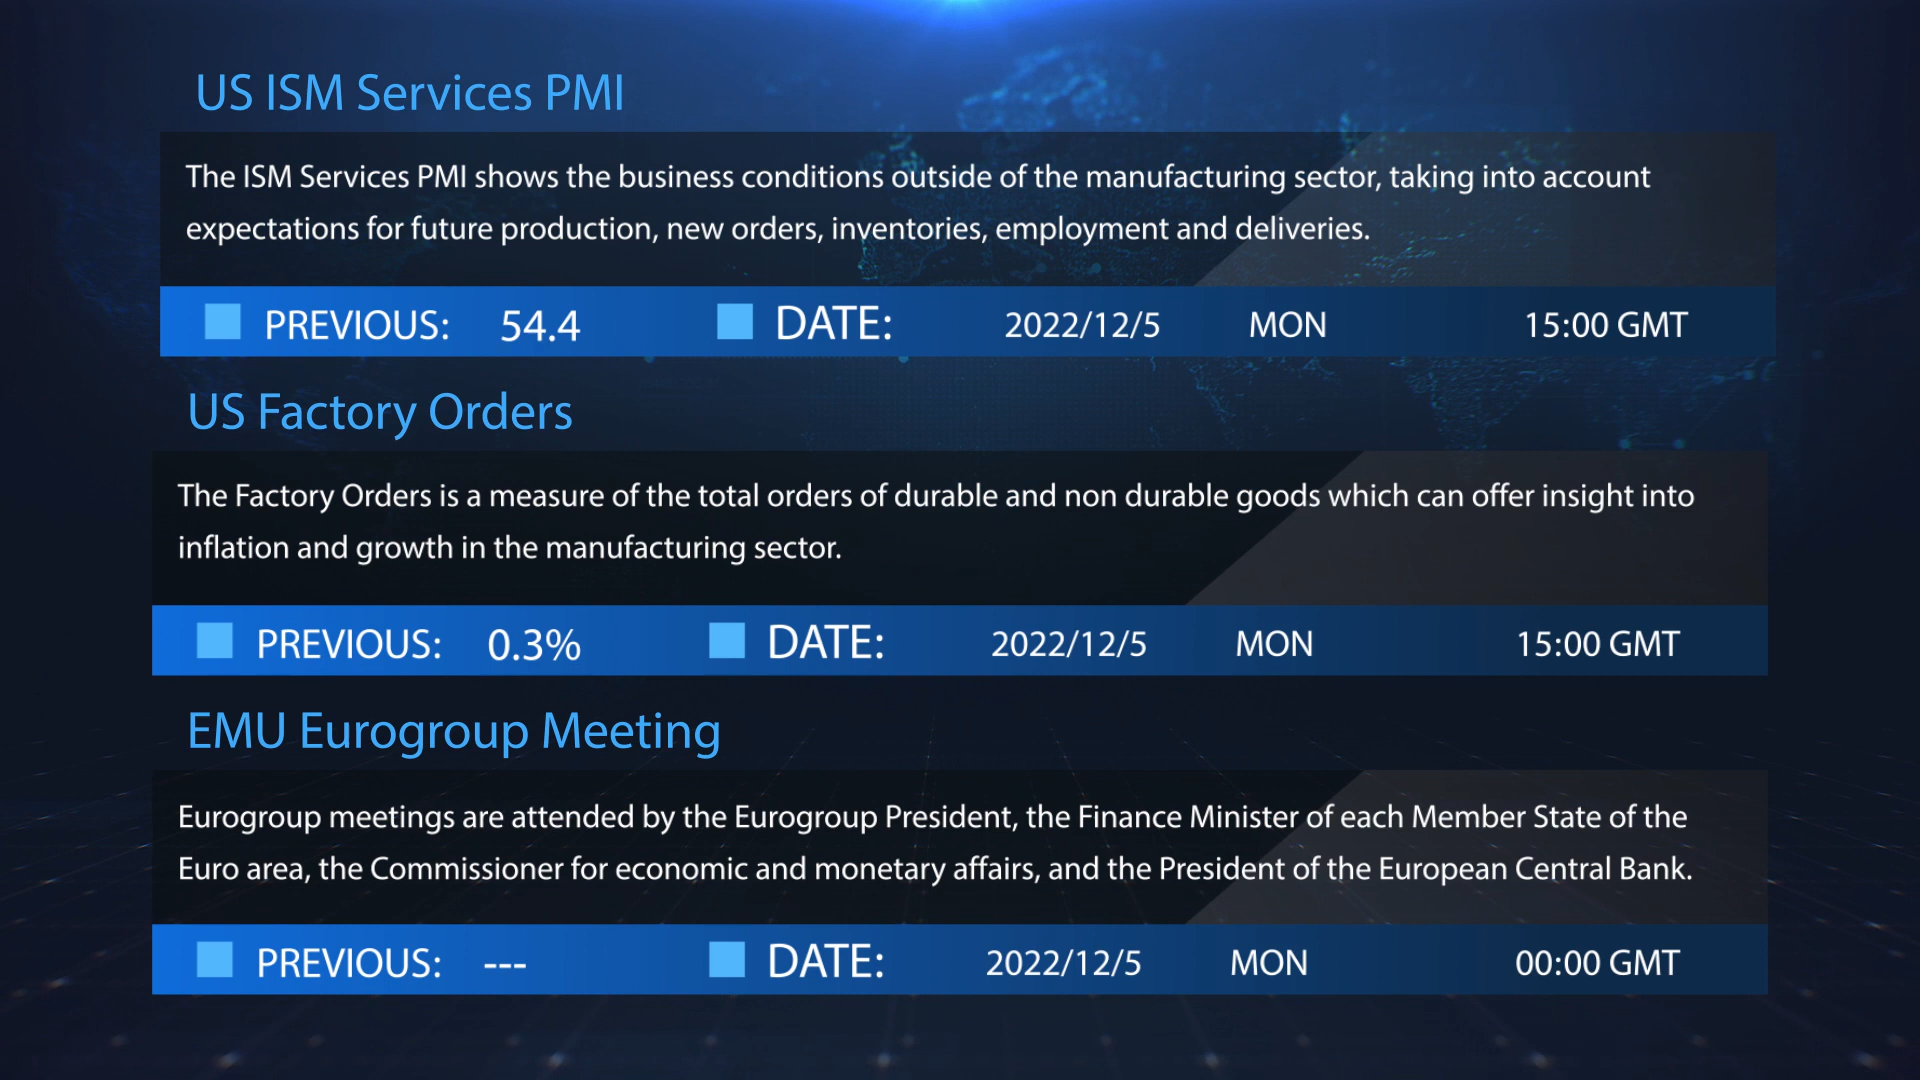 US ISM Services PMI
The ISM Services PMI shows the business conditions outside of the manufacturing sector, taking into account
expectations for future production, new orders, inventories, employment and deliveries.
PREVIOUS: 54.4 DATE: 2022/12/5 MON 15:00 GMT
US Factory Orders
The Factory Orders is a measure of the total orders of durable and non durable goods which can offer insight into
inflation and growth in the manufacturing sector.
PREVIOUS: 0.3% DATE: 2022/12/5 MON 15:00 GMT
EMU Eurogroup Meeting
Eurogroup meetings are attended by the Eurogroup President, the Finance Minister of each Member State of the
Euro area, the Commissioner for economic and monetary affairs, and the President of the European Central Bank.
PREVIOUS: --- DATE: 2022/12/5 MON 00:00 GMT